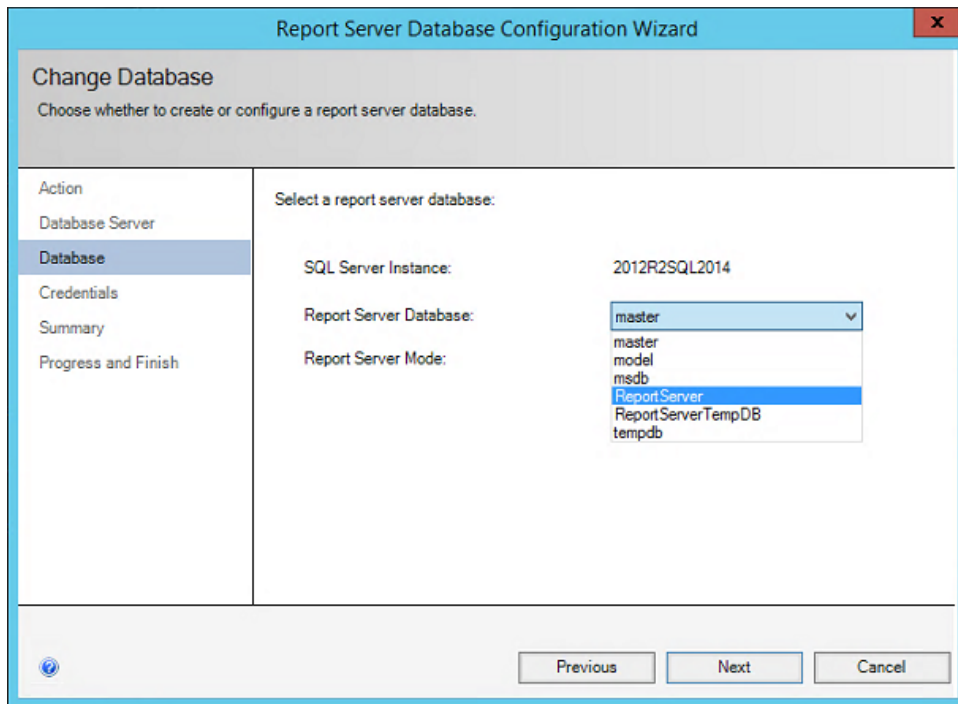 Report Server Database Configuration Wizard
x
Change Database
Choose whether to create or configure a report server database.
Action
Database Server
Database
Credentials
Summary
Progress and Finish
Select a report server database:
SQL Server Instance: 2012R2SQL2014
Report Server Database: master
Report Server Mode:
master
model
msdb
ReportServer
ReportServerTempDB
tempdb
?
Previous Next Cancel